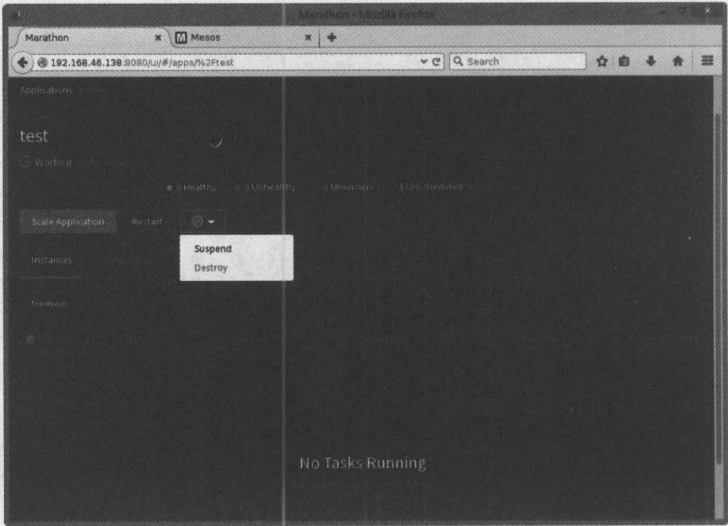 Marathon - Mozilla Firefox
Marathon
Mesos
192.168.46.138:8080/ui/#/apps/%2Ftest
Search
Applications
test
Waiting
0 Healthy 0 Unhealthy 0 Unknown 1 Unscheduled
Scale Application Restart
Suspend
Instances
Destroy
No Tasks Running